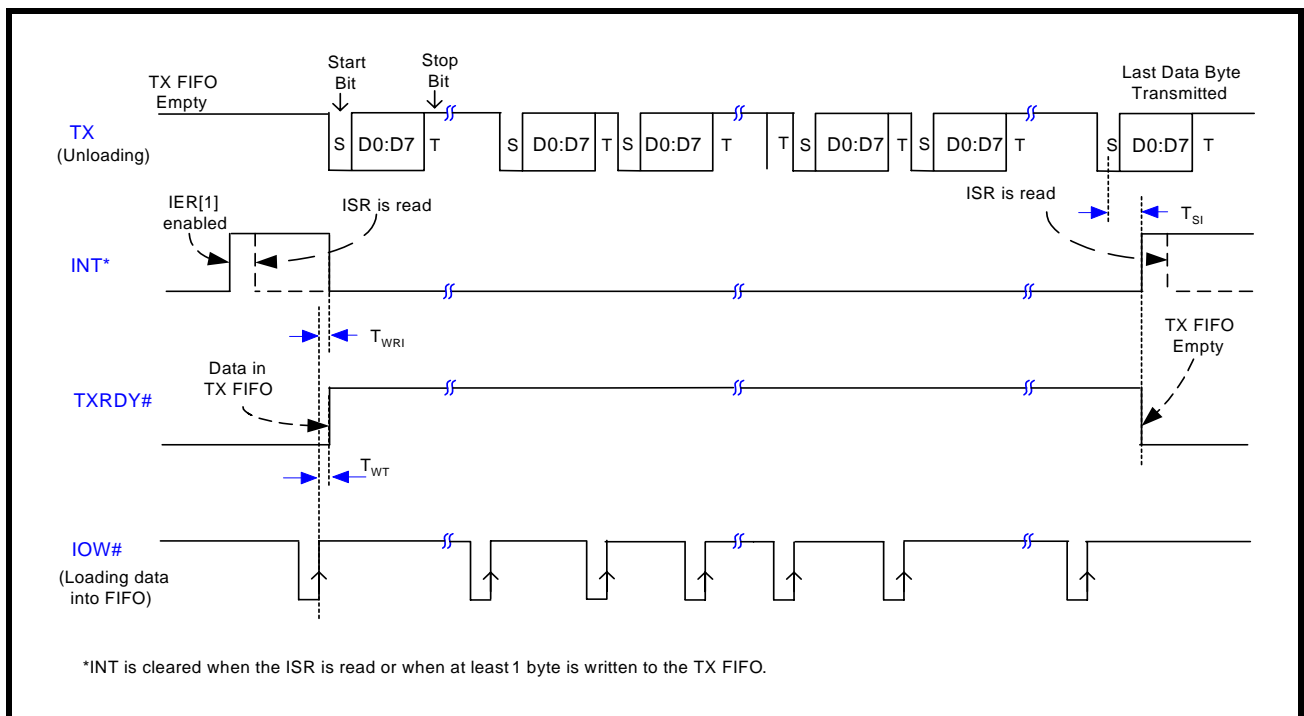 TX FIFO
Empty
Start
Bit
Stop
Bit
Last Data Byte
Transmitted
TX
(Unloading)
S D0:D7 T S D0:D7 T S D0:D7 T T S D0:D7 T S D0:D7 T S D0:D7 T
IER[1]
enabled
ISR is read
ISR is read
TSI
INT*
TWRI
TX FIFO
Empty
Data in
TX FIFO
TXRDY#
TWT
IOW#
(Loading data
into FIFO)
*INT is cleared when the ISR is read or when at least 1 byte is written to the TX FIFO.